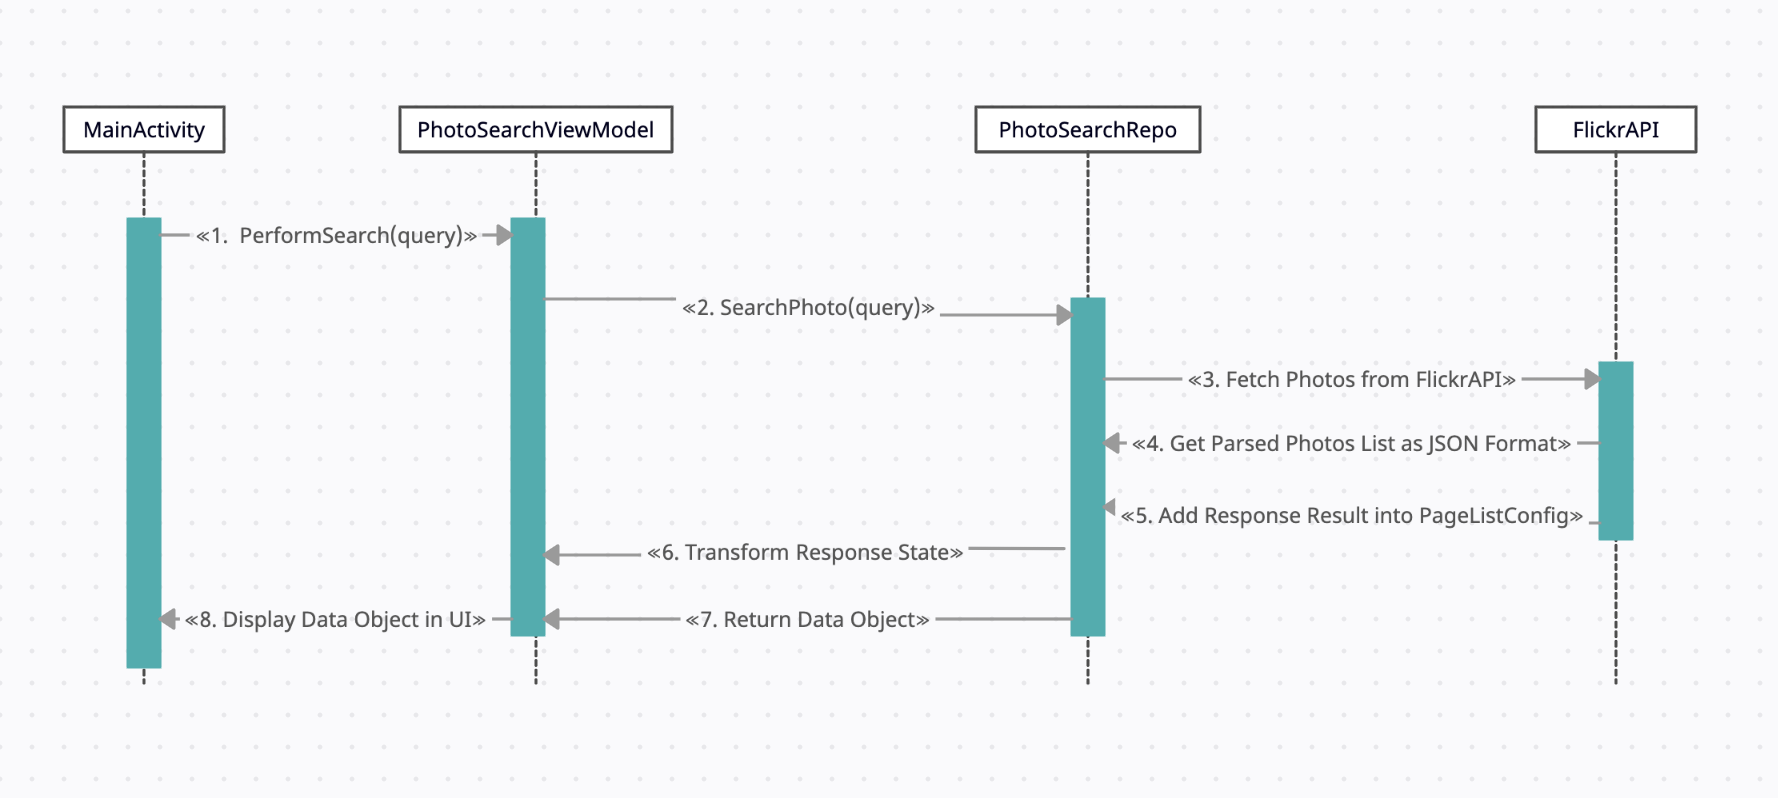 MainActivity
PhotoSearchViewModel
PhotoSearchRepo
FlickrAPI
«1.  PerformSearch(query)»
«2. SearchPhoto(query)»
«3. Fetch Photos from FlickrAPI»
«4. Get Parsed Photos List as JSON Format»
«5. Add Response Result into PageListConfig»
«6. Transform Response State»
«7. Return Data Object»
«8. Display Data Object in UI»